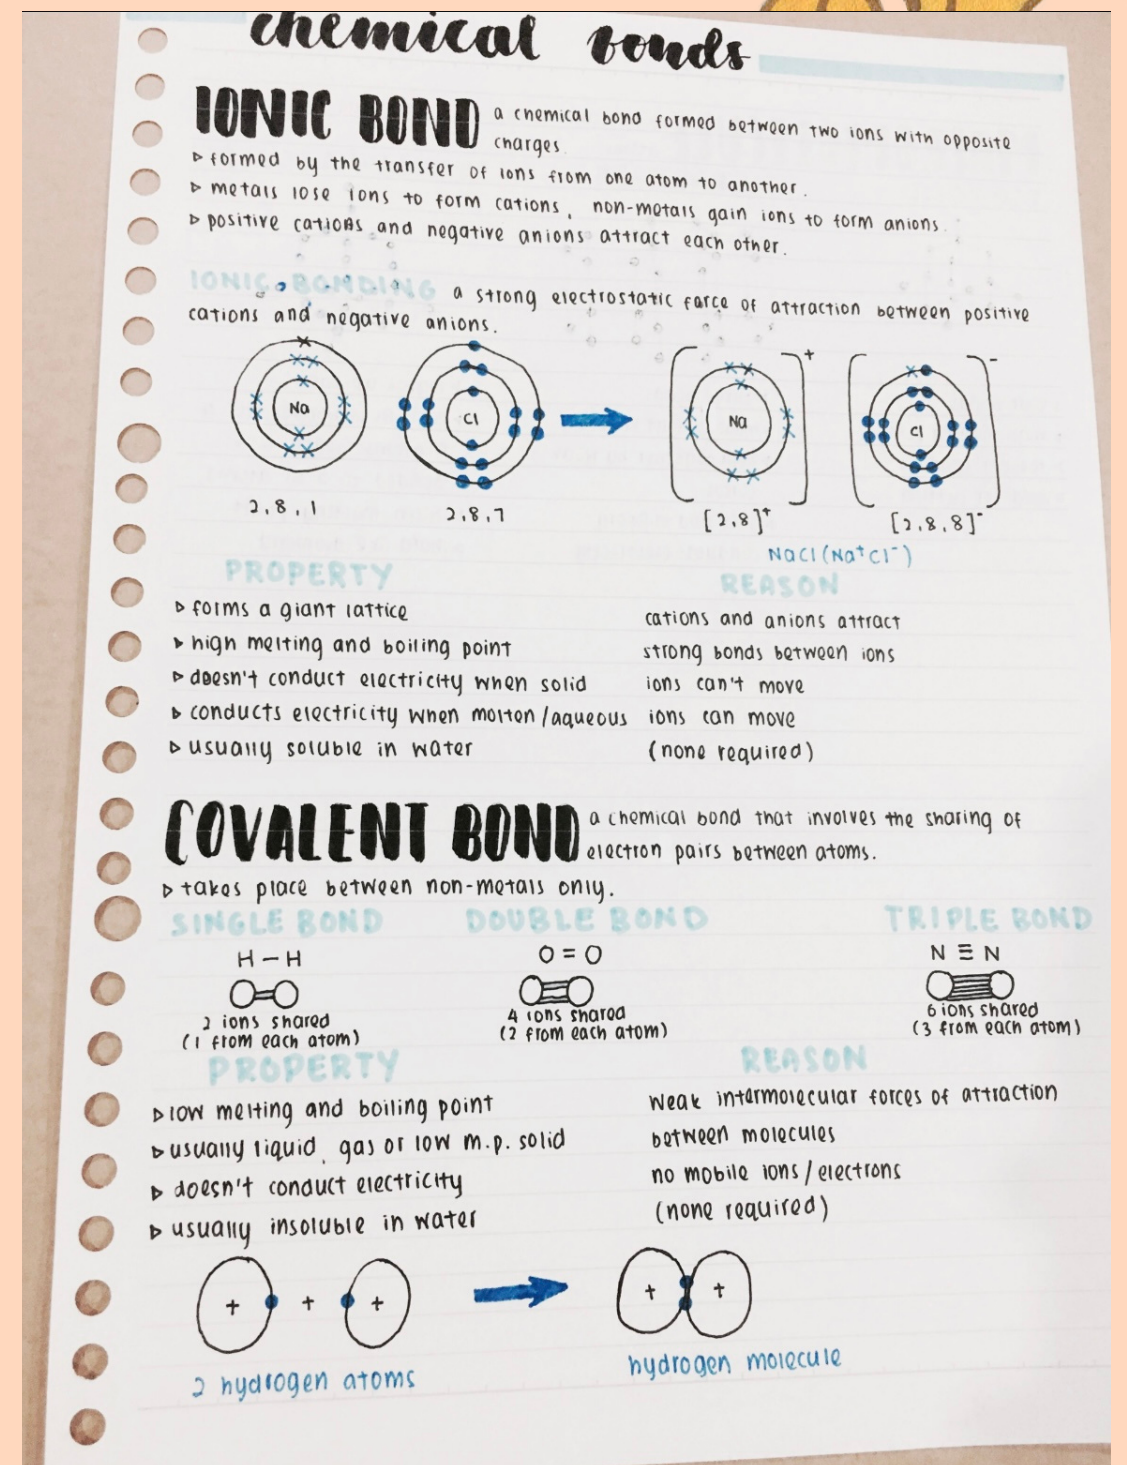 chemical bonds
IONIC BOND a chemical bond formed between two ions with opposite
charges.
▹ formed by the transfer of ions from one atom to another.
▹ metals lose ions to form cations, non-metals gain ions to form anions.
▹ positive cations and negative anions attract each other.
IONIC BONDING a strong electrostatic force of attraction between positive
cations and negative anions.
Na Cl Na + Cl -
2,8,1 2,8,7 [2,8]⁺ [2,8,8]⁻
NaCl (Na⁺Cl⁻)
PROPERTY REASON
▹ forms a giant lattice cations and anions attract
▹ high melting and boiling point strong bonds between ions
▹ doesn't conduct electricity when solid ions can't move
▹ conducts electricity when molten/aqueous ions can move
▹ usually soluble in water (none required)
COVALENT BOND a chemical bond that involves the sharing of
electron pairs between atoms.
▹ takes place between non-metals only.
SINGLE BOND DOUBLE BOND TRIPLE BOND
H – H O = O N ≡ N
2 ions shared 4 ions shared 6 ions shared
(1 from each atom) (2 from each atom) (3 from each atom)
PROPERTY REASON
▹ low melting and boiling point weak intermolecular forces of attraction
▹ usually liquid, gas or low m.p. solid between molecules
▹ doesn't conduct electricity no mobile ions/electrons
▹ usually insoluble in water (none required)
+ + + + +
2 hydrogen atoms hydrogen molecule